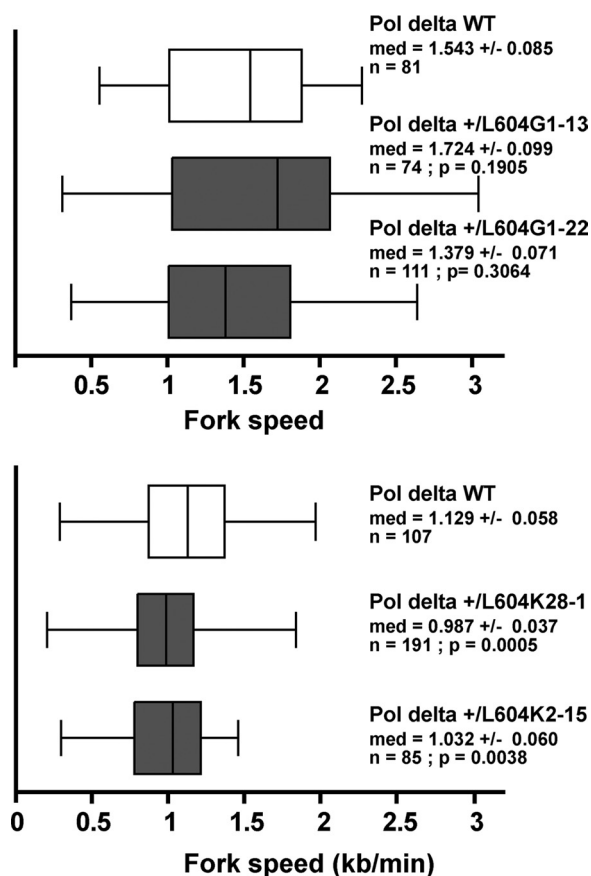 Pol delta WT
med = 1.543 +/- 0.085
n = 81
Pol delta +/L604G1-13
med = 1.724 +/- 0.099
n = 74 ; p = 0.1905
Pol delta +/L604G1-22
med = 1.379 +/- 0.071
n = 111 ; p= 0.3064
0.5 1 1.5 2 2.5 3
Fork speed
Pol delta WT
med = 1.129 +/- 0.058
n = 107
Pol delta +/L604K28-1
med = 0.987 +/- 0.037
n = 191 ; p = 0.0005
Pol delta +/L604K2-15
med = 1.032 +/- 0.060
n = 85 ; p = 0.0038
0 0.5 1 1.5 2 2.5 3
Fork speed (kb/min)